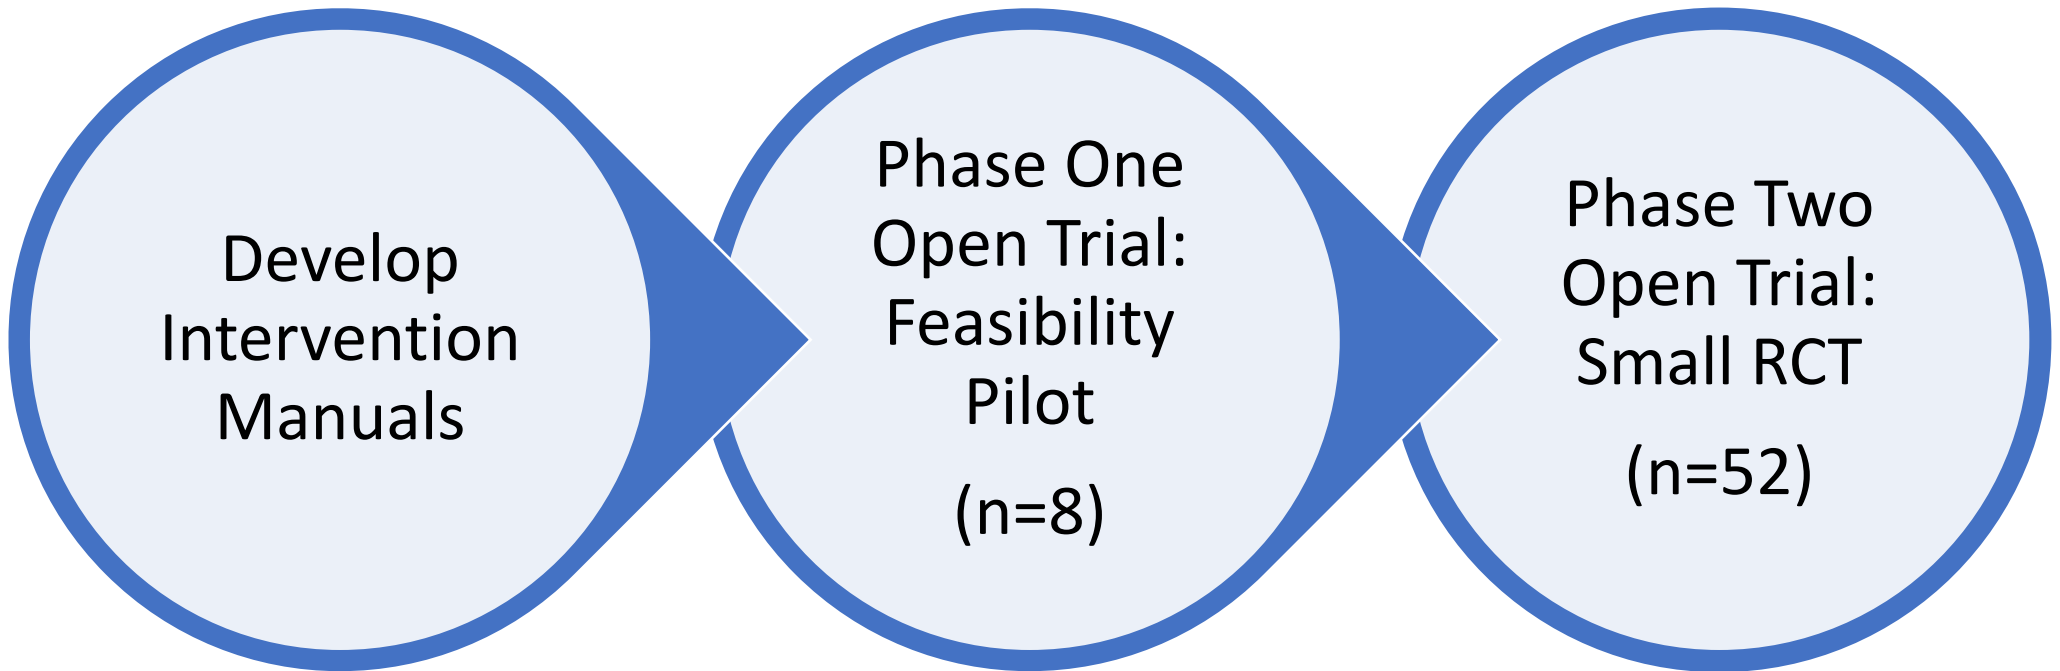 Develop
Intervention
Manuals
Phase One
Open Trial:
Feasibility
Pilot
(n=8)
Phase Two
Open Trial:
Small RCT
(n=52)